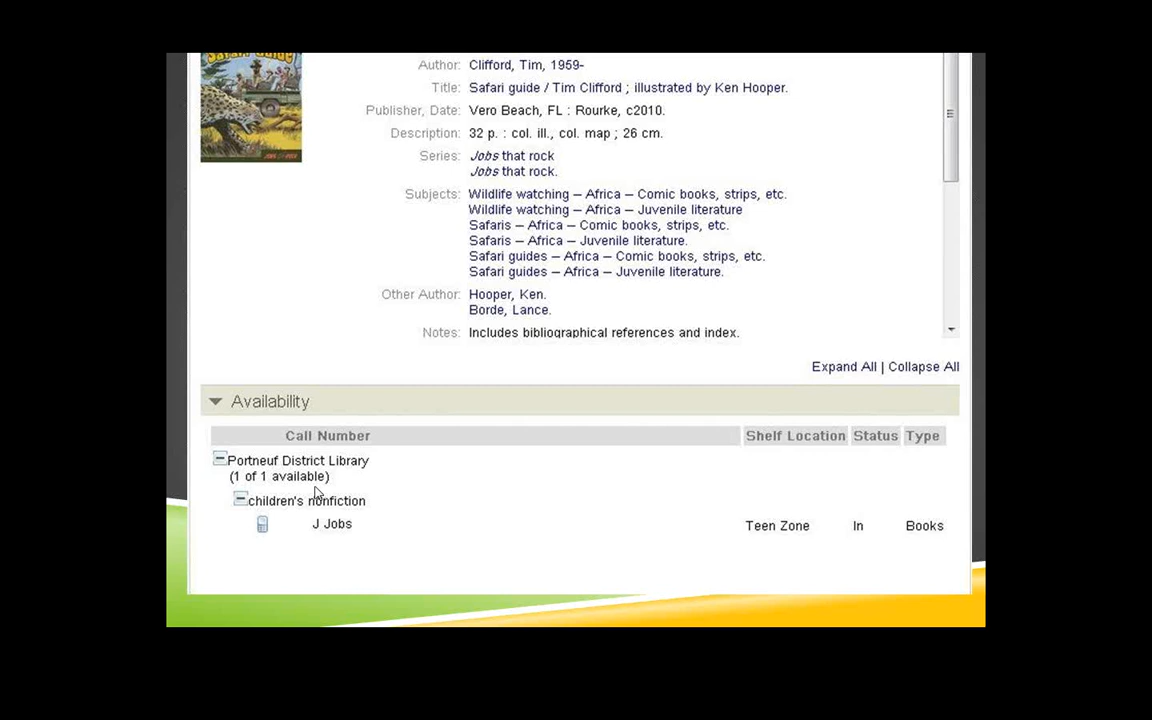 Safari Guide
Author: Clifford, Tim, 1959-
Title: Safari guide / Tim Clifford ; illustrated by Ken Hooper.
Publisher, Date: Vero Beach, FL : Rourke, c2010.
Description: 32 p. : col. ill., col. map ; 26 cm.
Series: Jobs that rock
Jobs that rock.
Subjects: Wildlife watching – Africa – Comic books, strips, etc.
Wildlife watching – Africa – Juvenile literature
Safaris – Africa – Comic books, strips, etc.
Safaris – Africa – Juvenile literature.
Safari guides – Africa – Comic books, strips, etc.
Safari guides – Africa – Juvenile literature.
Other Author: Hooper, Ken.
Borde, Lance.
Notes: Includes bibliographical references and index.
Expand All | Collapse All
Availability
Call Number Shelf Location Status Type
Portneuf District Library
(1 of 1 available)
children's nonfiction
J Jobs Teen Zone In Books